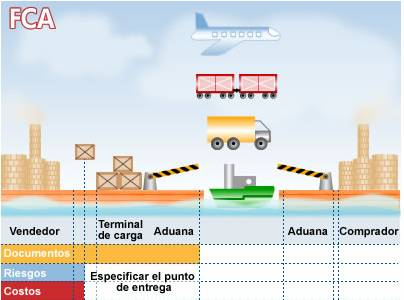 FCA
Vendedor
Terminal
de carga
Aduana
Aduana
Comprador
Documentos
Riesgos
Costos
Especificar el punto
de entrega